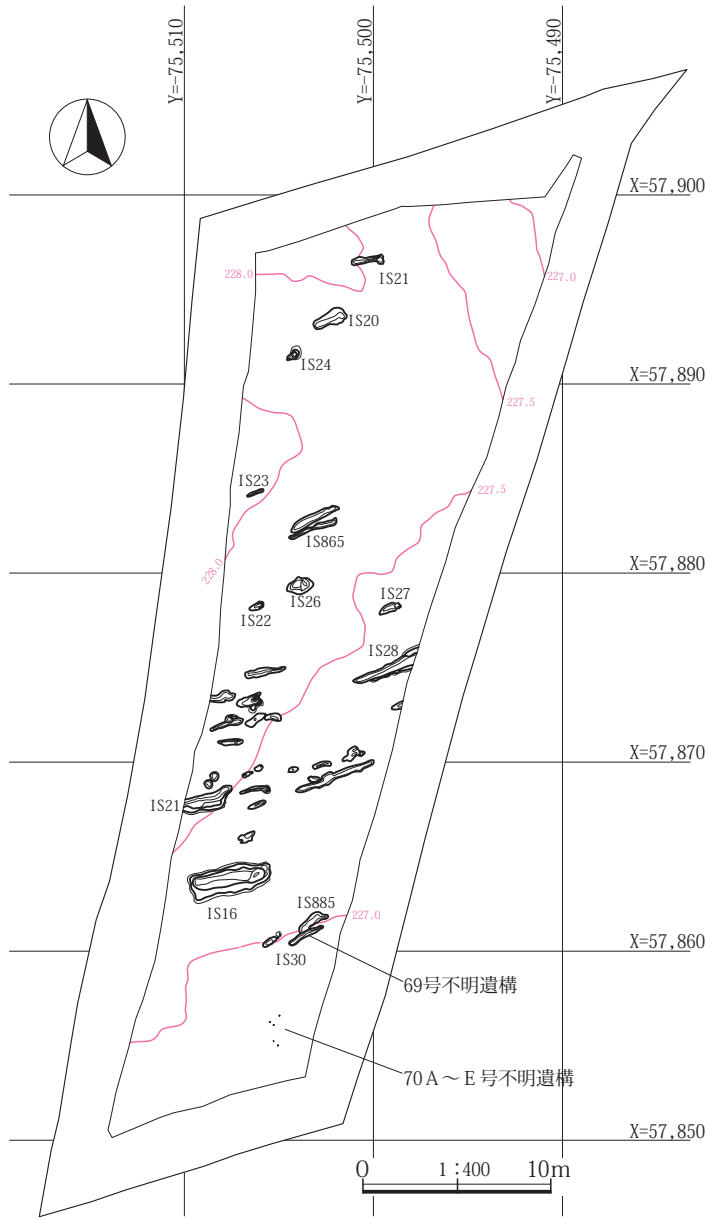 Y=-75,510
Y=-75,500
Y=-75,490
X=57,900
228.0
IS21
227.0
IS20
IS24
X=57,890
227.5
IS23
227.5
IS865
228.0
X=57,880
IS26
IS27
IS22
IS28
X=57,870
IS21
IS16
IS885
227.0
IS30
X=57,860
69号不明遺構
70A～E号不明遺構
X=57,850
0 1:400 10m